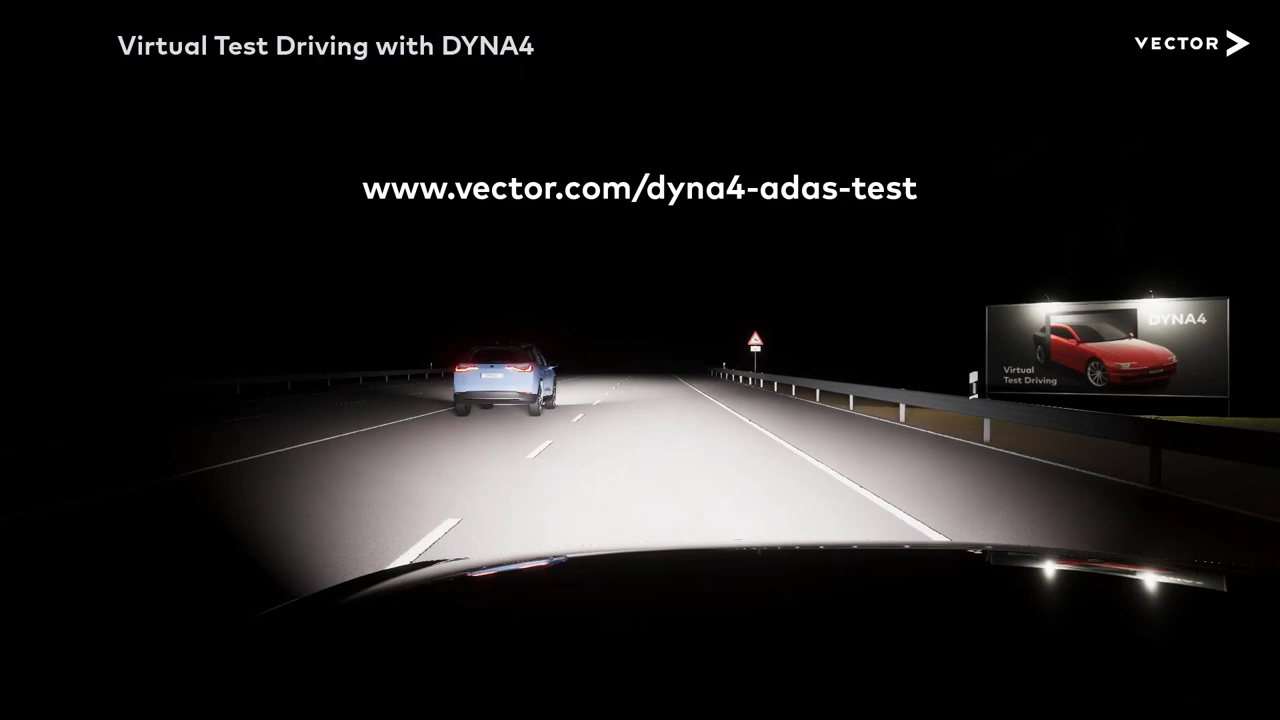 Virtual Test Driving with DYNA4
VECTOR
www.vector.com/dyna4-adas-test
DYNA4
Virtual
Test Driving